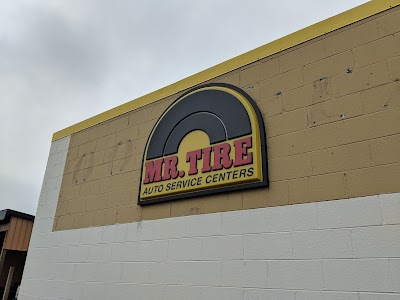 MR. TIRE
AUTO SERVICE CENTERS